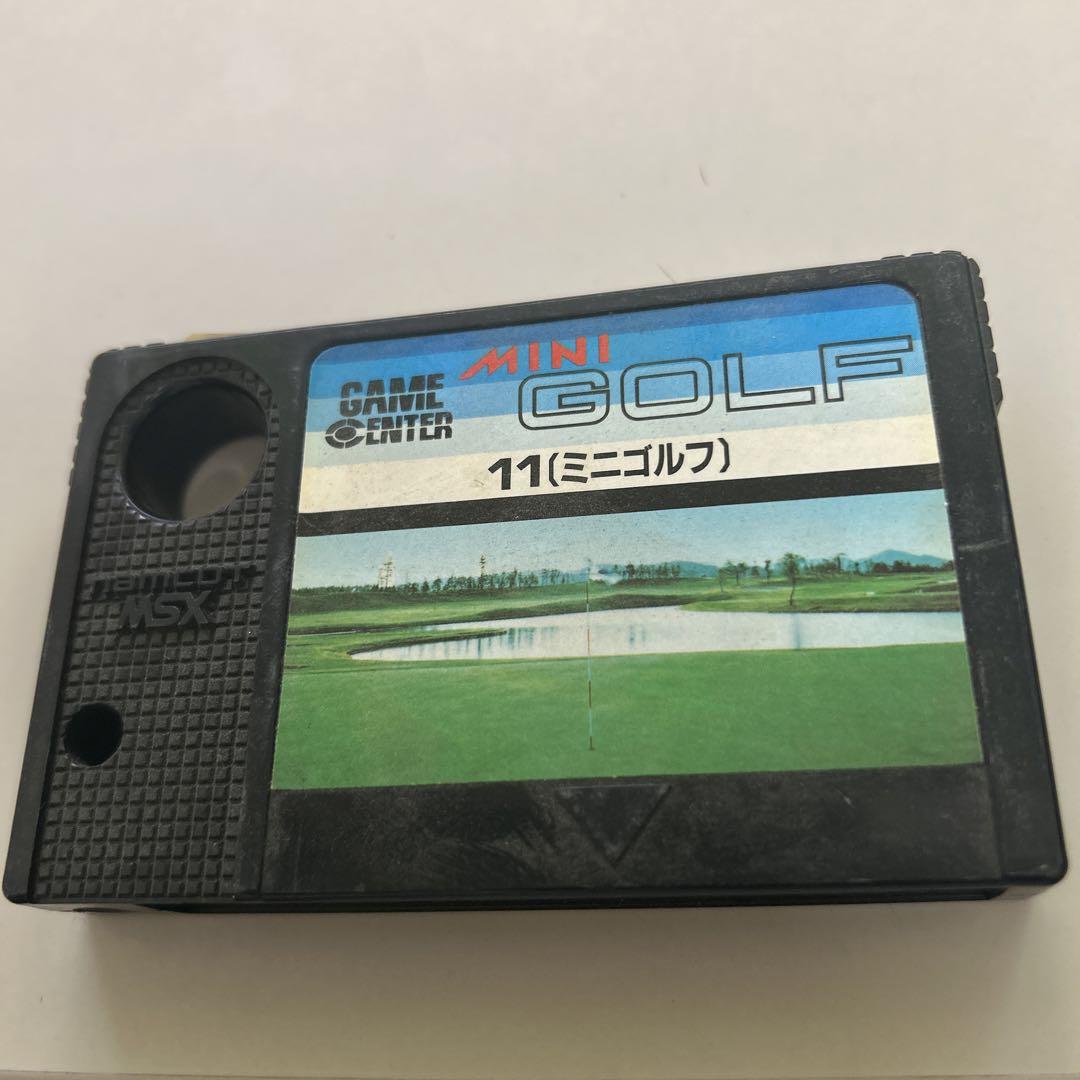 MINI
GOLF
GAME
CENTER
11(ミニゴルフ)
namcot
MSX